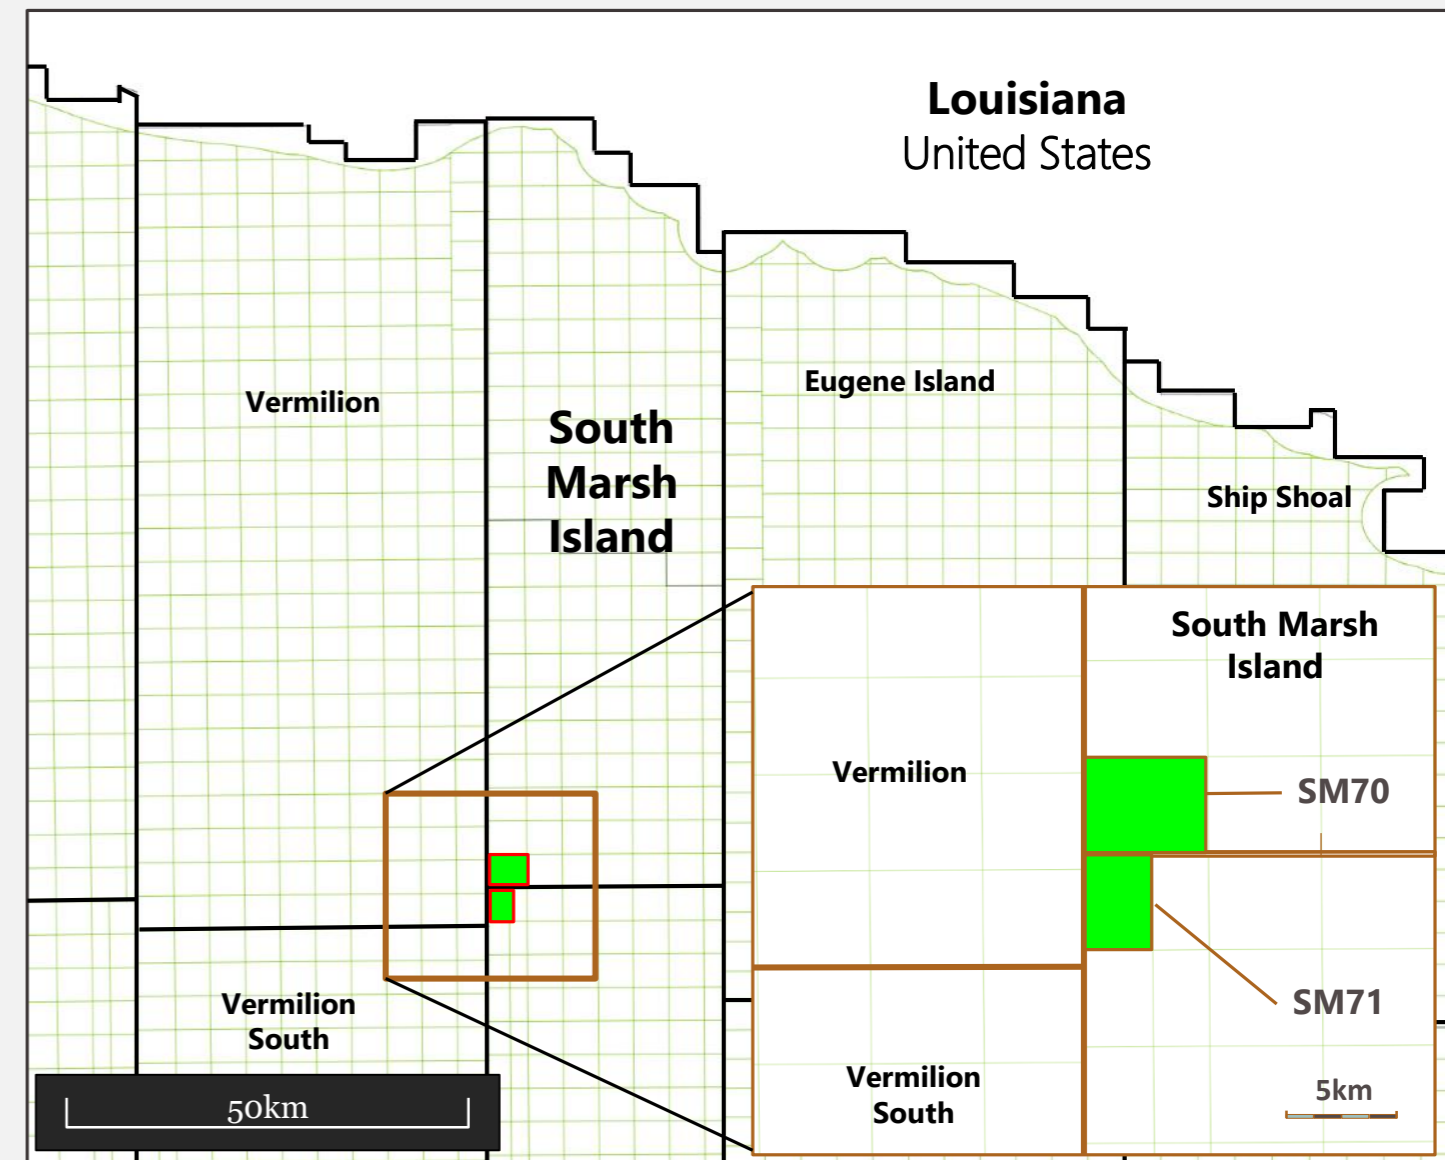 Louisiana
United States
Vermilion
Eugene Island
South
Marsh
Island
Ship Shoal
South Marsh
Island
Vermilion
SM70
Vermilion
South
SM71
Vermilion
South
5km
50km